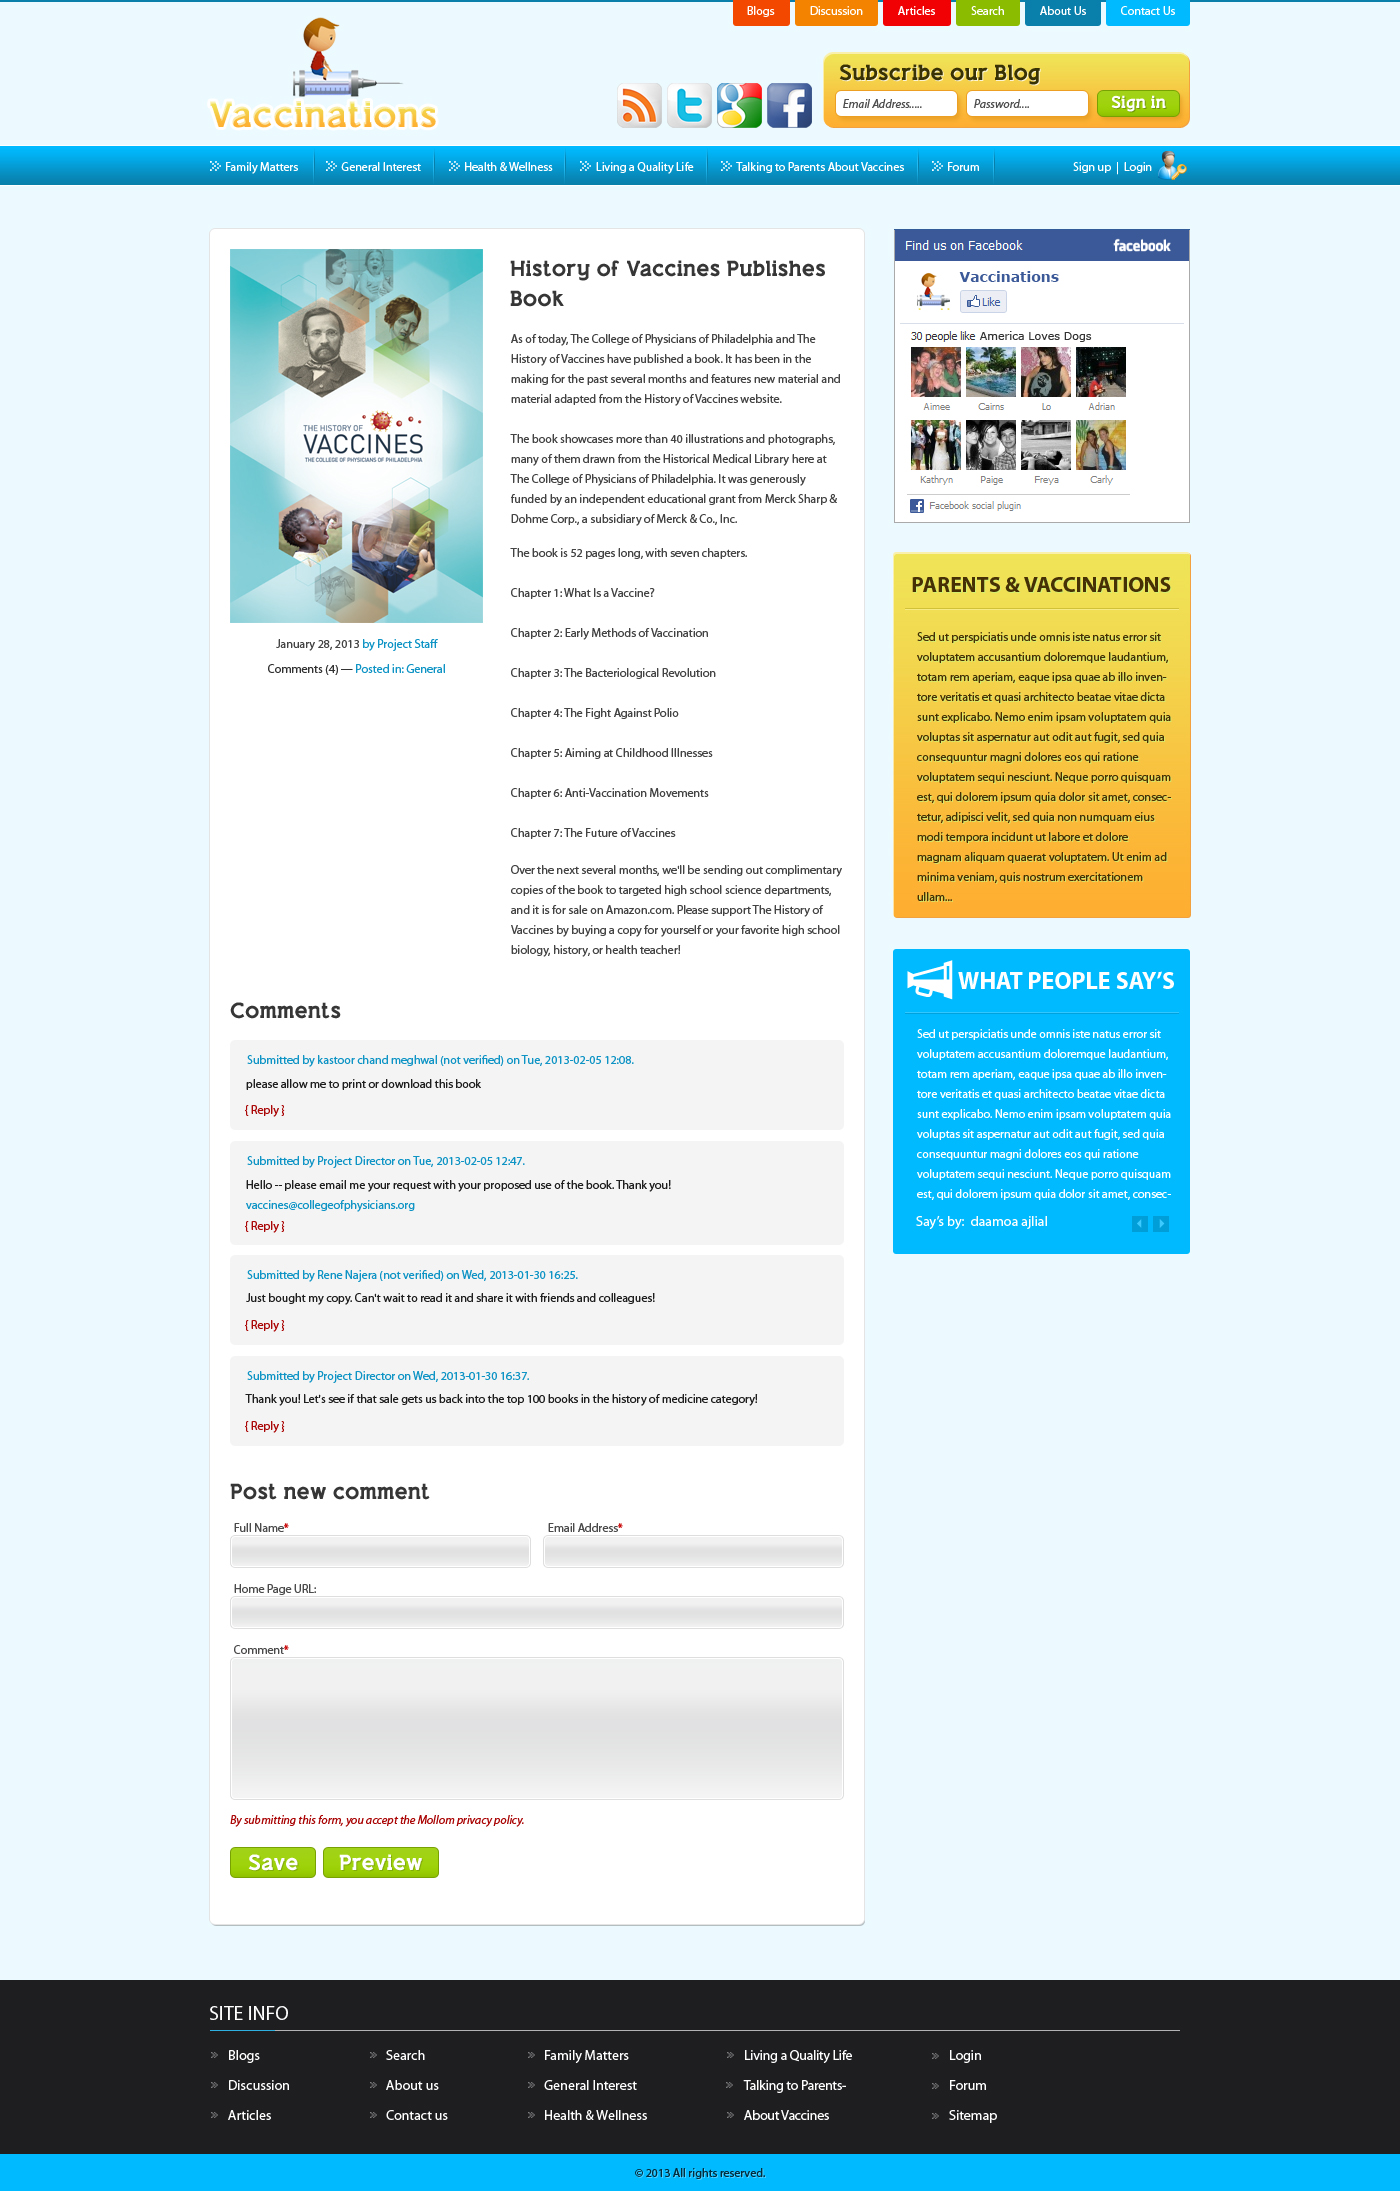 Blogs
Discussion
Articles
Search
About Us
Contact Us
Vaccinations
Subscribe our Blog
Email Address.....
Password....
Sign in
Family Matters
General Interest
Health & Wellness
Living a Quality Life
Talking to Parents About Vaccines
Forum
Sign up | Login
THE HISTORY OF
VACCINES
THE COLLEGE OF PHYSICIANS OF PHILADELPHIA
January 28, 2013 by Project Staff
Comments (4) — Posted in: General
History of Vaccines Publishes
Book
As of today, The College of Physicians of Philadelphia and The
History of Vaccines have published a book. It has been in the
making for the past several months and features new material and
material adapted from the History of Vaccines website.
The book showcases more than 40 illustrations and photographs,
many of them drawn from the Historical Medical Library here at
The College of Physicians of Philadelphia. It was generously
funded by an independent educational grant from Merck Sharp &
Dohme Corp., a subsidiary of Merck & Co., Inc.
The book is 52 pages long, with seven chapters.
Chapter 1: What Is a Vaccine?
Chapter 2: Early Methods of Vaccination
Chapter 3: The Bacteriological Revolution
Chapter 4: The Fight Against Polio
Chapter 5: Aiming at Childhood Illnesses
Chapter 6: Anti-Vaccination Movements
Chapter 7: The Future of Vaccines
Over the next several months, we'll be sending out complimentary
copies of the book to targeted high school science departments,
and it is for sale on Amazon.com. Please support The History of
Vaccines by buying a copy for yourself or your favorite high school
biology, history, or health teacher!
Comments
Submitted by kastoor chand meghwal (not verified) on Tue, 2013-02-05 12:08.
please allow me to print or download this book
{ Reply }
Submitted by Project Director on Tue, 2013-02-05 12:47.
Hello -- please email me your request with your proposed use of the book. Thank you!
vaccines@collegeofphysicians.org
{ Reply }
Submitted by Rene Najera (not verified) on Wed, 2013-01-30 16:25.
Just bought my copy. Can't wait to read it and share it with friends and colleagues!
{ Reply }
Submitted by Project Director on Wed, 2013-01-30 16:37.
Thank you! Let's see if that sale gets us back into the top 100 books in the history of medicine category!
{ Reply }
Post new comment
Full Name*
Email Address*
Home Page URL:
Comment*
By submitting this form, you accept the Mollom privacy policy.
Save
Preview
Find us on Facebook
facebook
Vaccinations
Like
30 people like America Loves Dogs
Aimee
Cairns
Lo
Adrian
Kathryn
Paige
Freya
Carly
Facebook social plugin
PARENTS & VACCINATIONS
Sed ut perspiciatis unde omnis iste natus error sit
voluptatem accusantium doloremque laudantium,
totam rem aperiam, eaque ipsa quae ab illo inven-
tore veritatis et quasi architecto beatae vitae dicta
sunt explicabo. Nemo enim ipsam voluptatem quia
voluptas sit aspernatur aut odit aut fugit, sed quia
consequuntur magni dolores eos qui ratione
voluptatem sequi nesciunt. Neque porro quisquam
est, qui dolorem ipsum quia dolor sit amet, consec-
tetur, adipisci velit, sed quia non numquam eius
modi tempora incidunt ut labore et dolore
magnam aliquam quaerat voluptatem. Ut enim ad
minima veniam, quis nostrum exercitationem
ullam...
WHAT PEOPLE SAY'S
Sed ut perspiciatis unde omnis iste natus error sit
voluptatem accusantium doloremque laudantium,
totam rem aperiam, eaque ipsa quae ab illo inven-
tore veritatis et quasi architecto beatae vitae dicta
sunt explicabo. Nemo enim ipsam voluptatem quia
voluptas sit aspernatur aut odit aut fugit, sed quia
consequuntur magni dolores eos qui ratione
voluptatem sequi nesciunt. Neque porro quisquam
est, qui dolorem ipsum quia dolor sit amet, consec-
Say's by: daamoa ajlial
SITE INFO
Blogs
Search
Family Matters
Living a Quality Life
Login
Discussion
About us
General Interest
Talking to Parents-
Forum
Articles
Contact us
Health & Wellness
About Vaccines
Sitemap
© 2013 All rights reserved.